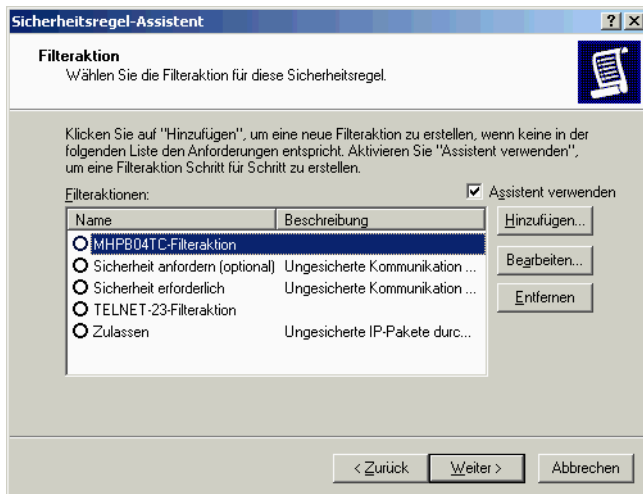 Sicherheitsregel-Assistent
Filteraktion
Wählen Sie die Filteraktion für diese Sicherheitsregel.
Klicken Sie auf "Hinzufügen", um eine neue Filteraktion zu erstellen, wenn keine in der
folgenden Liste den Anforderungen entspricht. Aktivieren Sie "Assistent verwenden",
um eine Filteraktion Schritt für Schritt zu erstellen.
Filteraktionen:
Assistent verwenden
Name Beschreibung
MHPB04TC-Filteraktion
Sicherheit anfordern (optional) Ungesicherte Kommunikation ...
Sicherheit erforderlich Ungesicherte Kommunikation ...
TELNET-23-Filteraktion
Zulassen Ungesicherte IP-Pakete durc...
Hinzufügen...
Bearbeiten...
Entfernen
< Zurück Weiter > Abbrechen